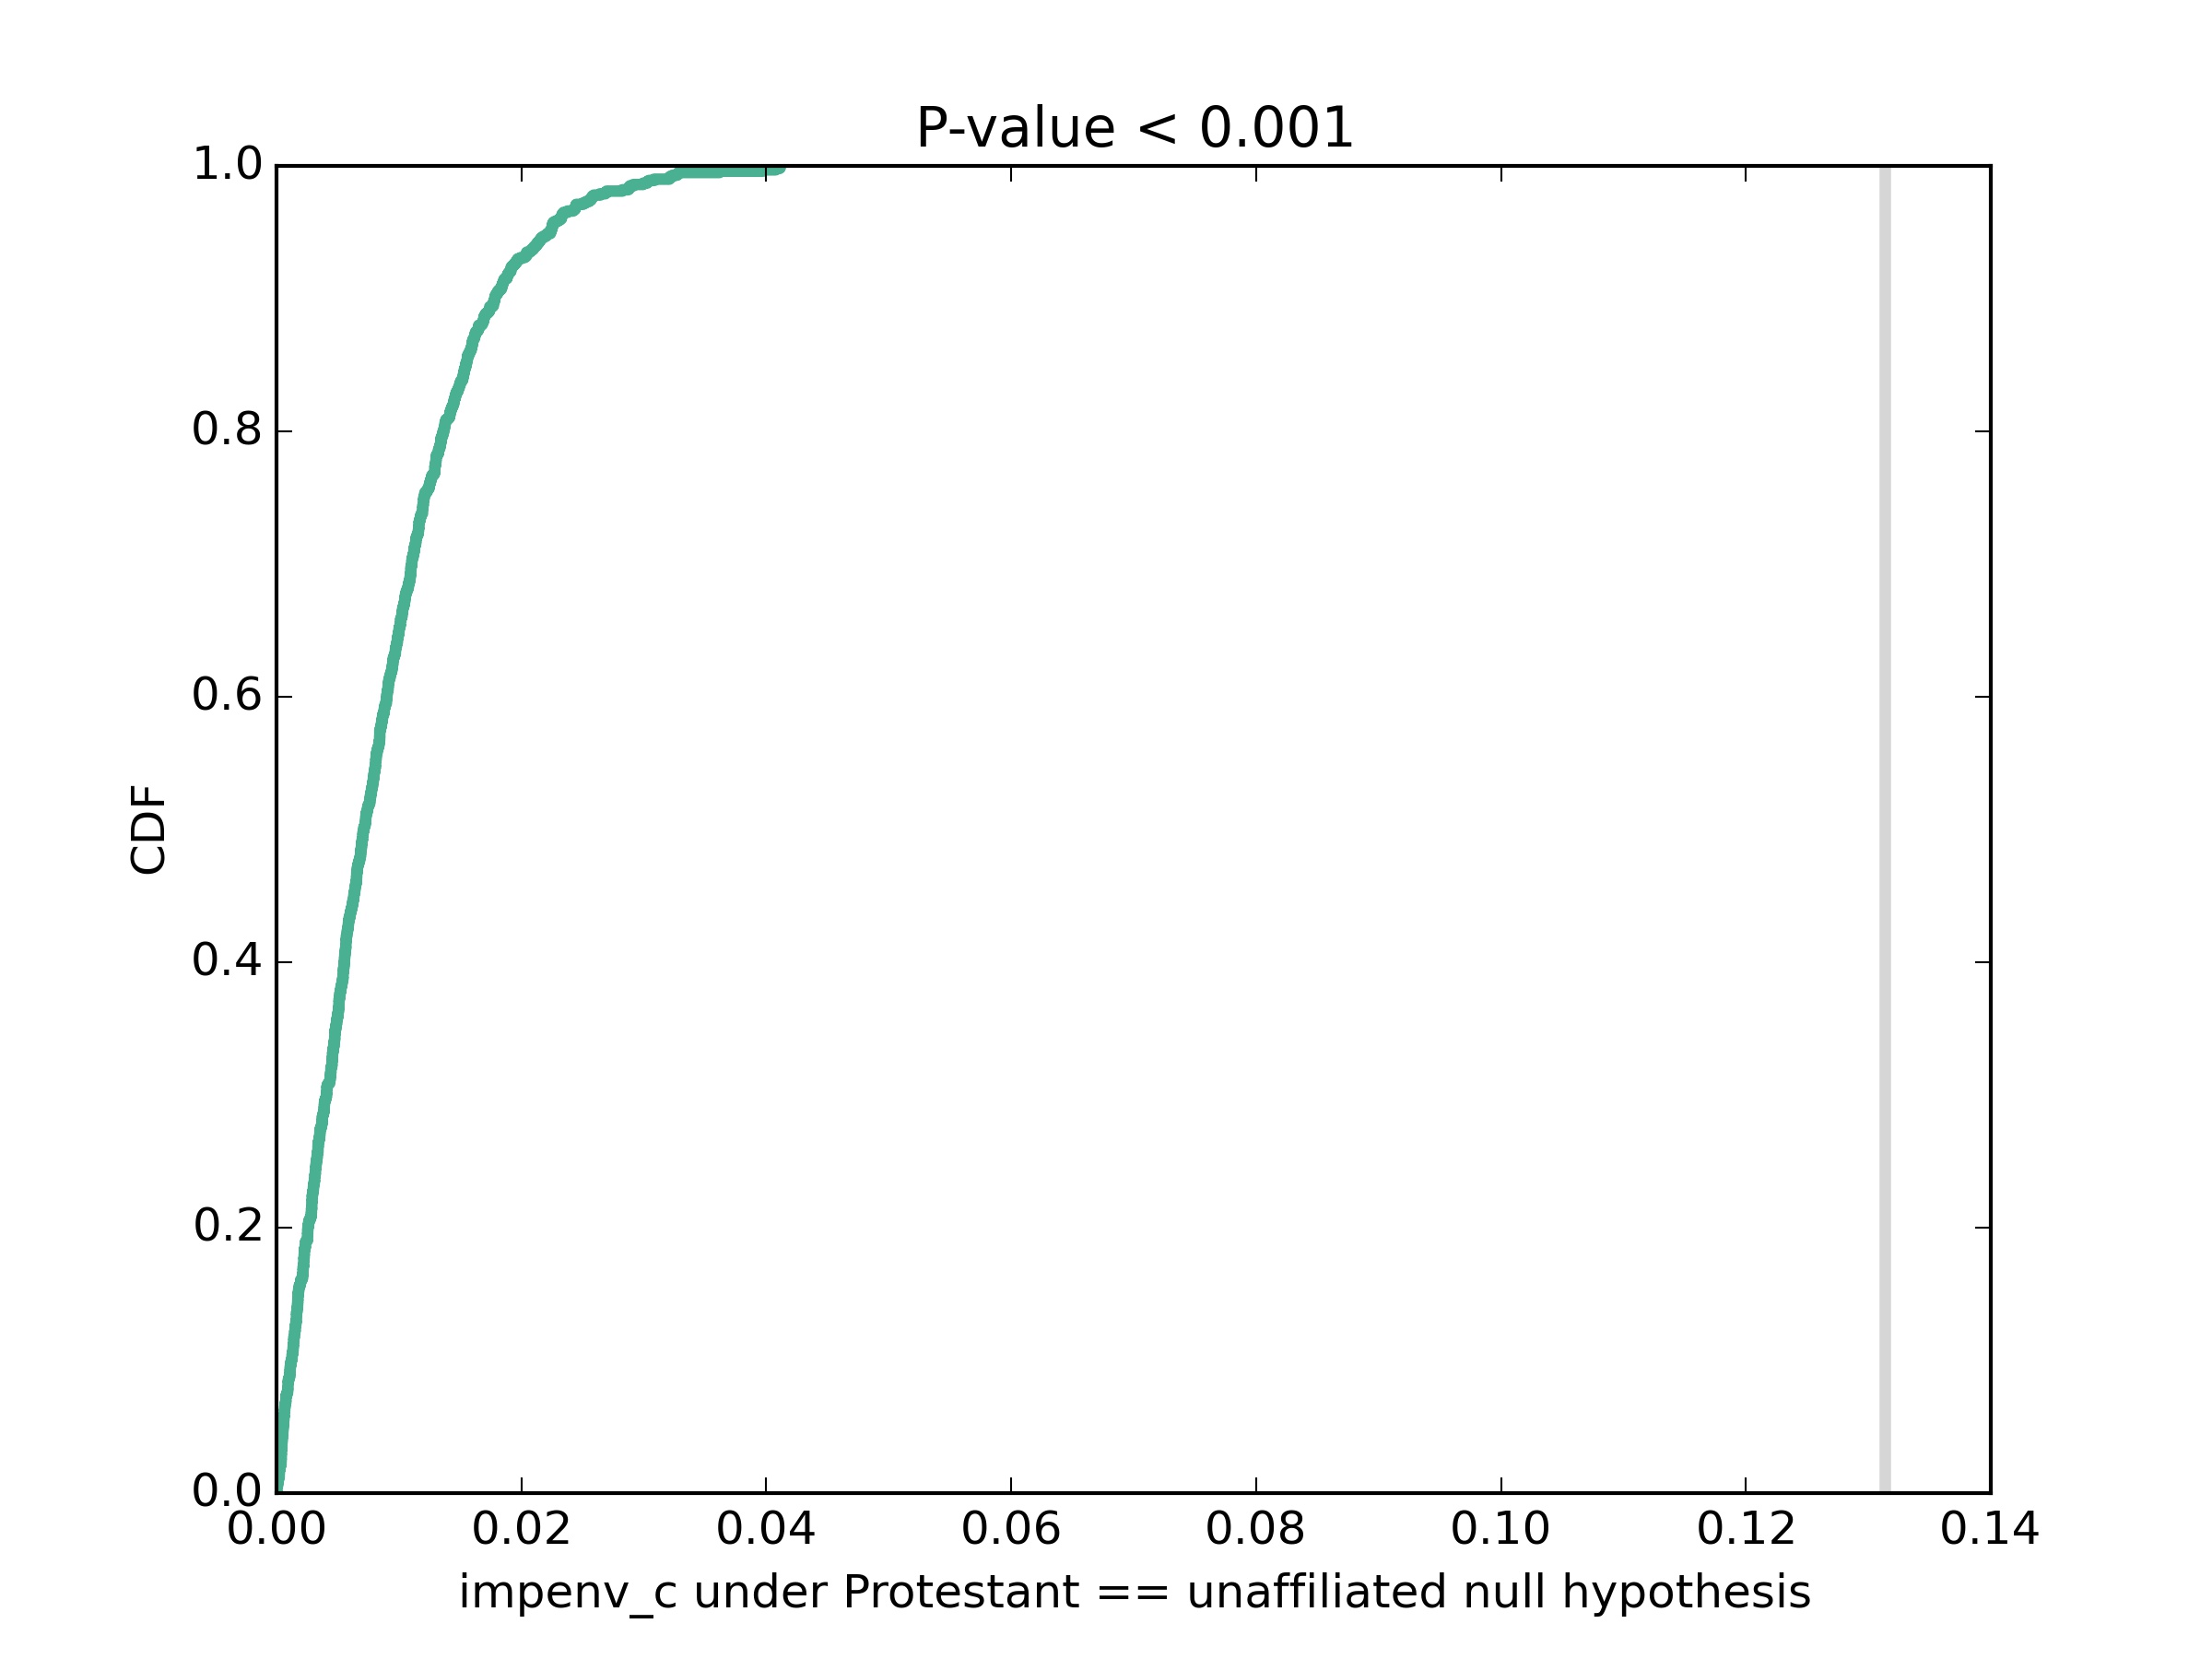 P-value < 0.001
1.0
0.8
0.6
0.4
0.2
0.0
CDF
0.00 0.02 0.04 0.06 0.08 0.10 0.12 0.14
impenv_c under Protestant == unaffiliated null hypothesis